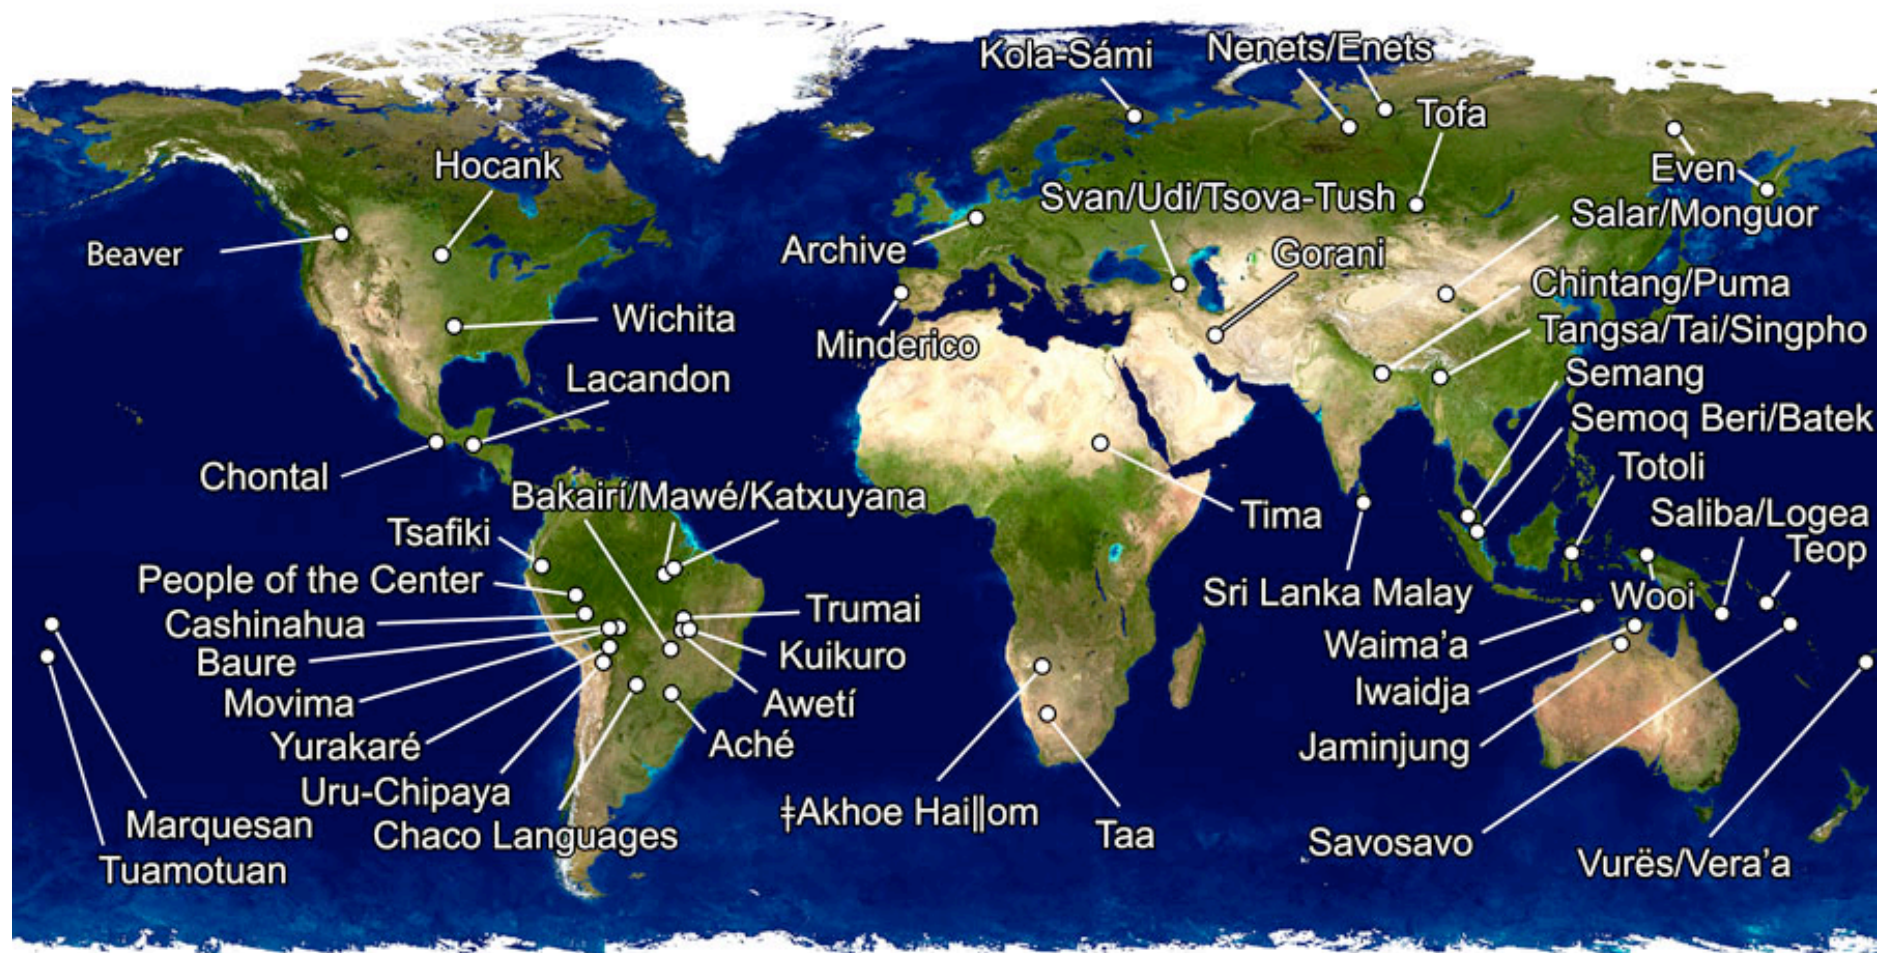 Kola-Sámi
Nenets/Enets
Tofa
Hocank
Even
Svan/Udi/Tsova-Tush
Salar/Monguor
Beaver
Archive
Gorani
Chintang/Puma
Wichita
Minderico
Tangsa/Tai/Singpho
Lacandon
Semang
Semoq Beri/Batek
Chontal
Totoli
Bakairí/Mawé/Katxuyana
Tima
Saliba/Logea
Tsafiki
Teop
People of the Center
Sri Lanka Malay
Wooi
Cashinahua
Trumai
Baure
Kuikuro
Waima’a
Movima
Awetí
Iwaidja
Yurakaré
Aché
Jaminjung
Uru-Chipaya
ǂAkhoe Haiǁom
Marquesan
Chaco Languages
Taa
Savosavo
Tuamotuan
Vurës/Vera’a